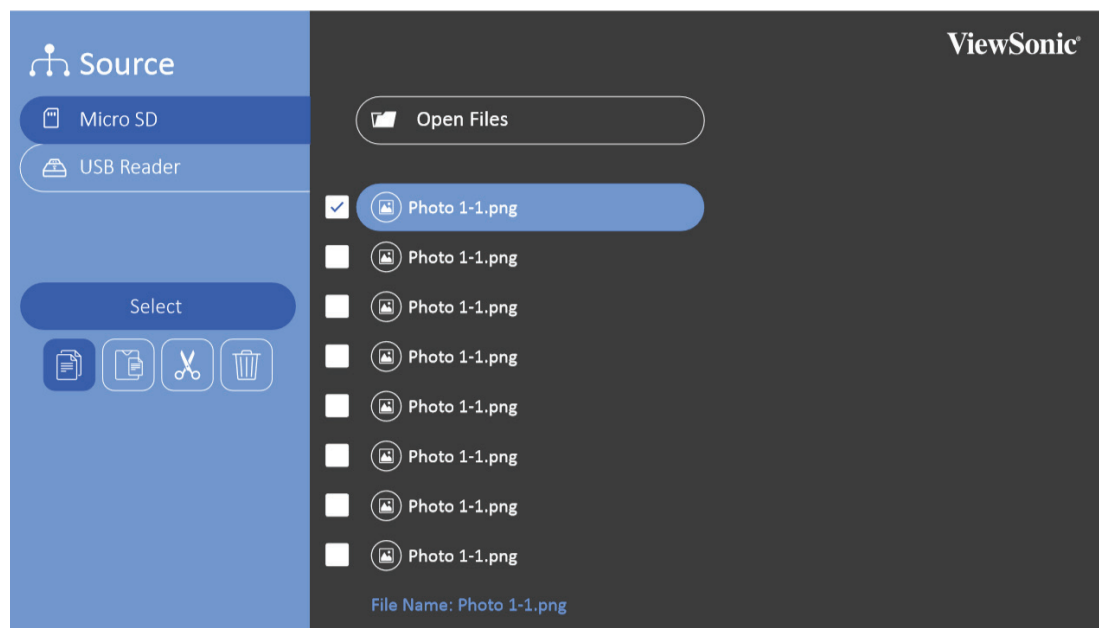 Source
Micro SD
USB Reader
Select
ViewSonic®
Open Files
Photo 1-1.png
Photo 1-1.png
Photo 1-1.png
Photo 1-1.png
Photo 1-1.png
Photo 1-1.png
Photo 1-1.png
Photo 1-1.png
File Name: Photo 1-1.png